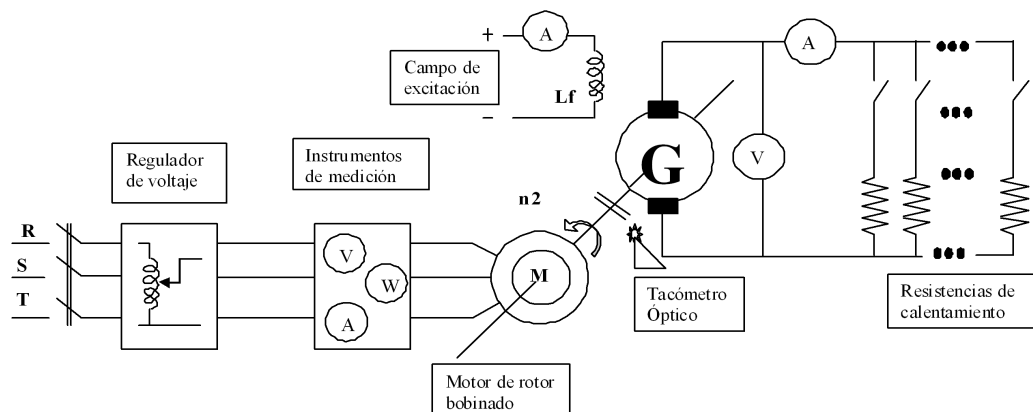 A
+
Campo de
excitación
Lf
–
A
G
V
Regulador
de voltaje
Instrumentos
de medición
n2
R
S
T
V
W
A
M
Tacómetro
Óptico
Resistencias de
calentamiento
Motor de rotor
bobinado